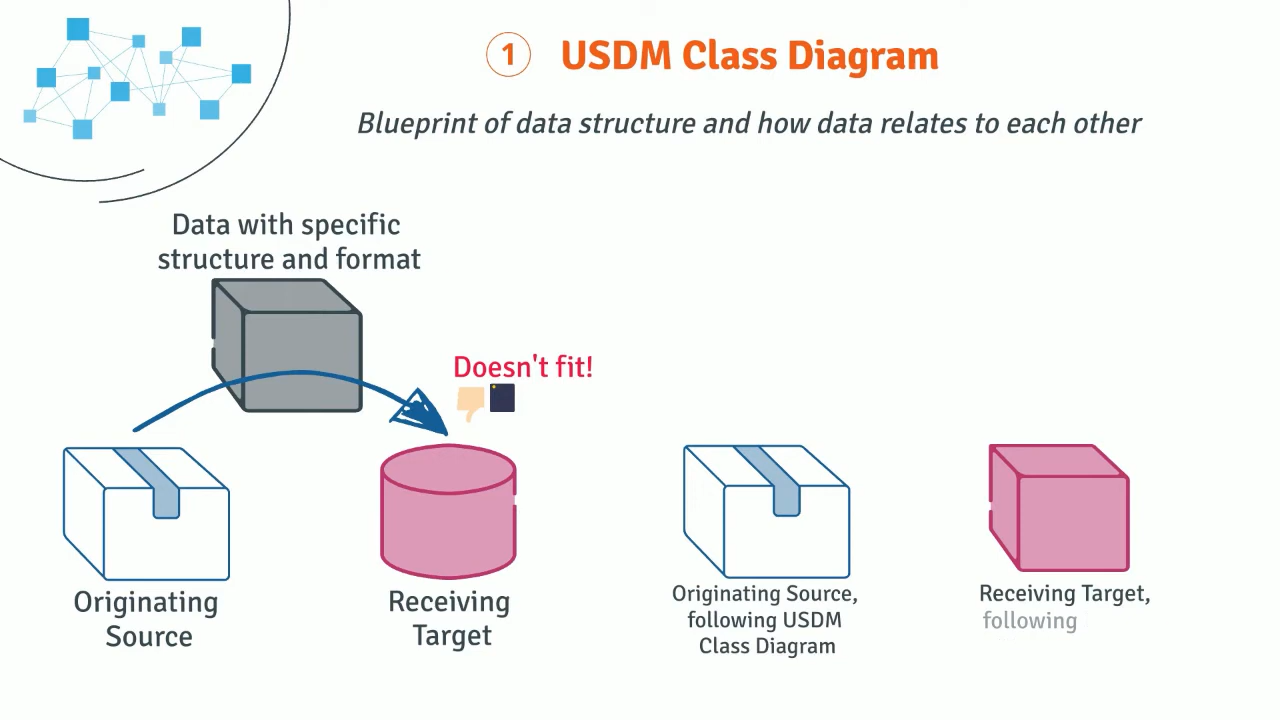 1 USDM Class Diagram
Blueprint of data structure and how data relates to each other
Data with specific
structure and format
Doesn't fit!
Originating
Source
Receiving
Target
Originating Source,
following USDM
Class Diagram
Receiving Target,
following